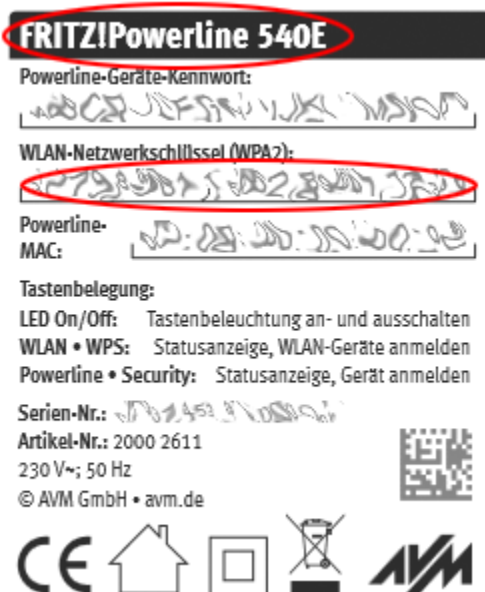 FRITZ!Powerline 540E
Powerline-Geräte-Kennwort:
WLAN-Netzwerkschlüssel (WPA2):
Powerline-
MAC:
Tastenbelegung:
LED On/Off: Tastenbeleuchtung an- und ausschalten
WLAN • WPS: Statusanzeige, WLAN-Geräte anmelden
Powerline • Security: Statusanzeige, Gerät anmelden
Serien-Nr.:
Artikel-Nr.: 2000 2611
230 V~; 50 Hz
© AVM GmbH • avm.de
CE
AVM